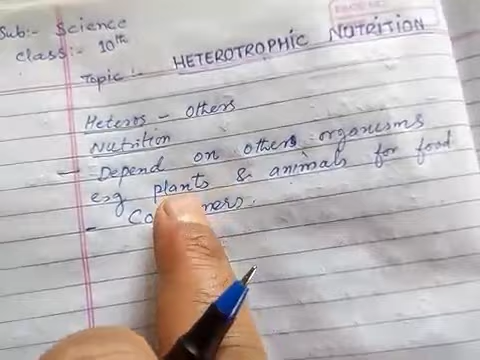 Sub:- Science
Class:- 10th
Topic:- HETEROTROPHIC NUTRITION
Heteros - others
Nutrition
- Depend on others organisms
e.g plants & animals for food
- Co ners.